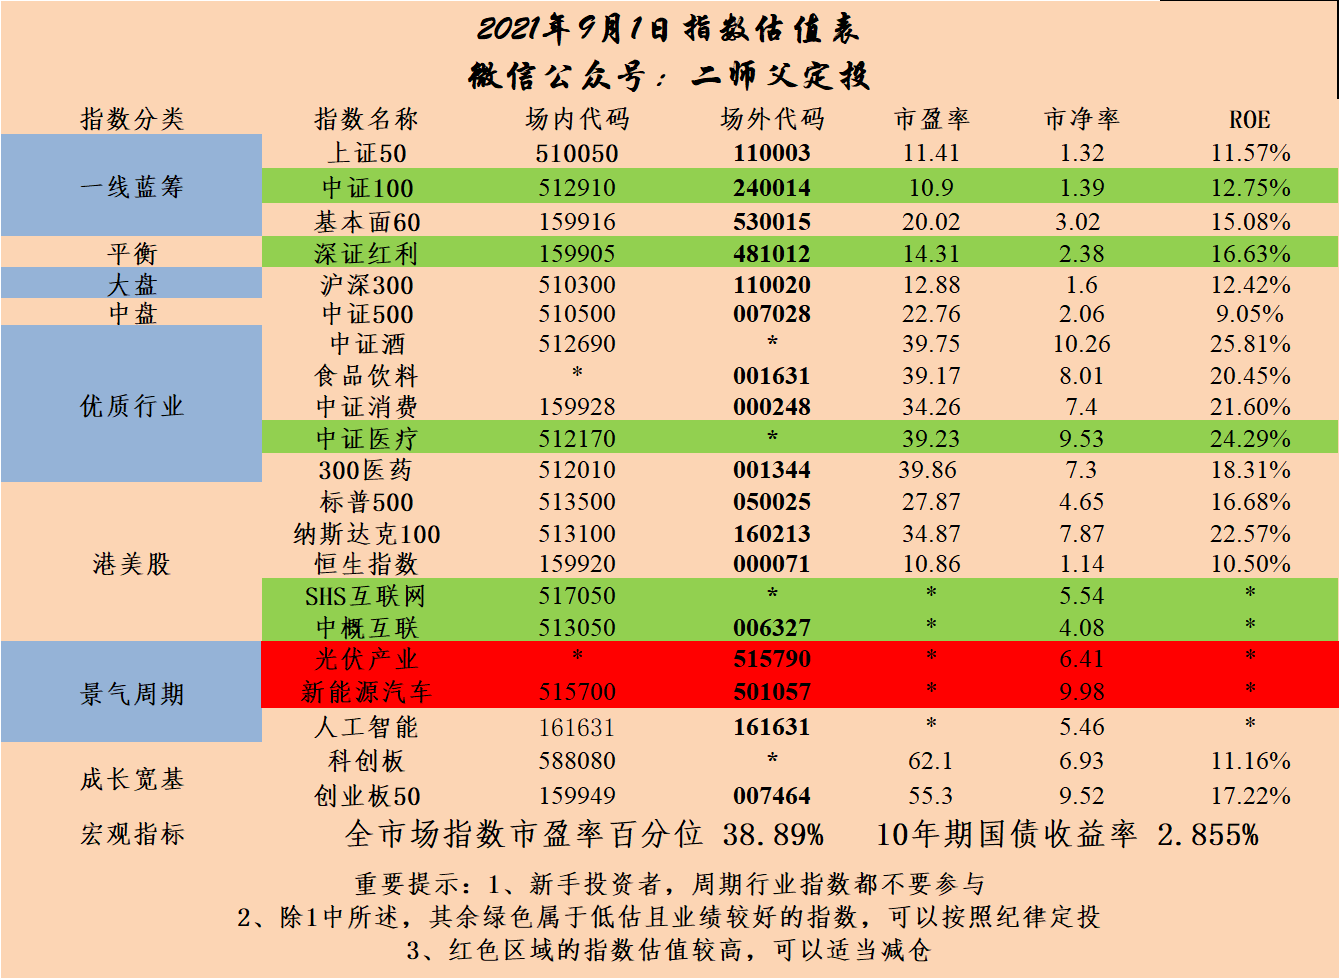 2021年9月1日指数估值表
微信公众号：二师父定投
指数分类 指数名称 场内代码 场外代码 市盈率 市净率 ROE
一线蓝筹 上证50 510050 110003 11.41 1.32 11.57%
中证100 512910 240014 10.9 1.39 12.75%
基本面60 159916 530015 20.02 3.02 15.08%
平衡 深证红利 159905 481012 14.31 2.38 16.63%
大盘 沪深300 510300 110020 12.88 1.6 12.42%
中盘 中证500 510500 007028 22.76 2.06 9.05%
优质行业 中证酒 512690 * 39.75 10.26 25.81%
食品饮料 * 001631 39.17 8.01 20.45%
中证消费 159928 000248 34.26 7.4 21.60%
中证医疗 512170 * 39.23 9.53 24.29%
300医药 512010 001344 39.86 7.3 18.31%
港美股 标普500 513500 050025 27.87 4.65 16.68%
纳斯达克100 513100 160213 34.87 7.87 22.57%
恒生指数 159920 000071 10.86 1.14 10.50%
SHS互联网 517050 * * 5.54 *
中概互联 513050 006327 * 4.08 *
景气周期 光伏产业 * 515790 * 6.41 *
新能源汽车 515700 501057 * 9.98 *
人工智能 161631 161631 * 5.46 *
成长宽基 科创板 588080 * 62.1 6.93 11.16%
创业板50 159949 007464 55.3 9.52 17.22%
宏观指标 全市场指数市盈率百分位 38.89% 10年期国债收益率 2.855%
重要提示：1、新手投资者，周期行业指数都不要参与
2、除1中所述，其余绿色属于低估且业绩较好的指数，可以按照纪律定投
3、红色区域的指数估值较高，可以适当减仓